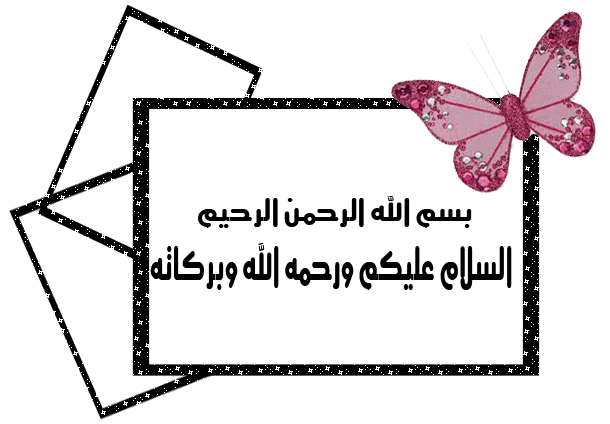 بسم الله الرحمن الرحيم
السلام عليكم ورحمه الله وبركاته